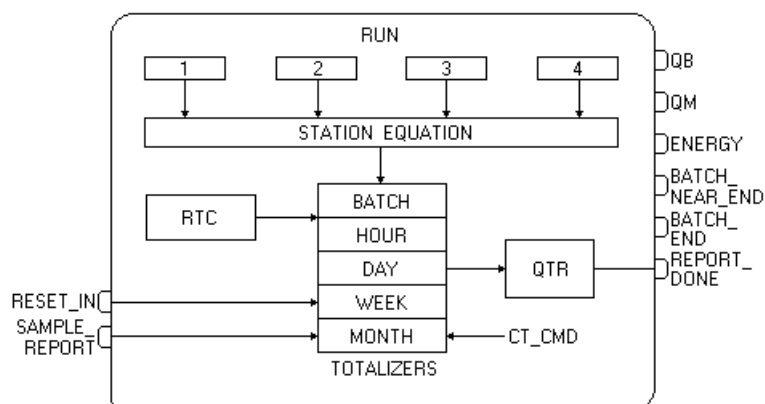 RUN
1 2 3 4
STATION EQUATION
BATCH
HOUR
DAY
WEEK
MONTH
TOTALIZERS
RTC
QTR
CT_CMD
RESET_IN
SAMPLE_
REPORT
QB
QM
ENERGY
BATCH_
NEAR_END
BATCH_
END
REPORT_
DONE